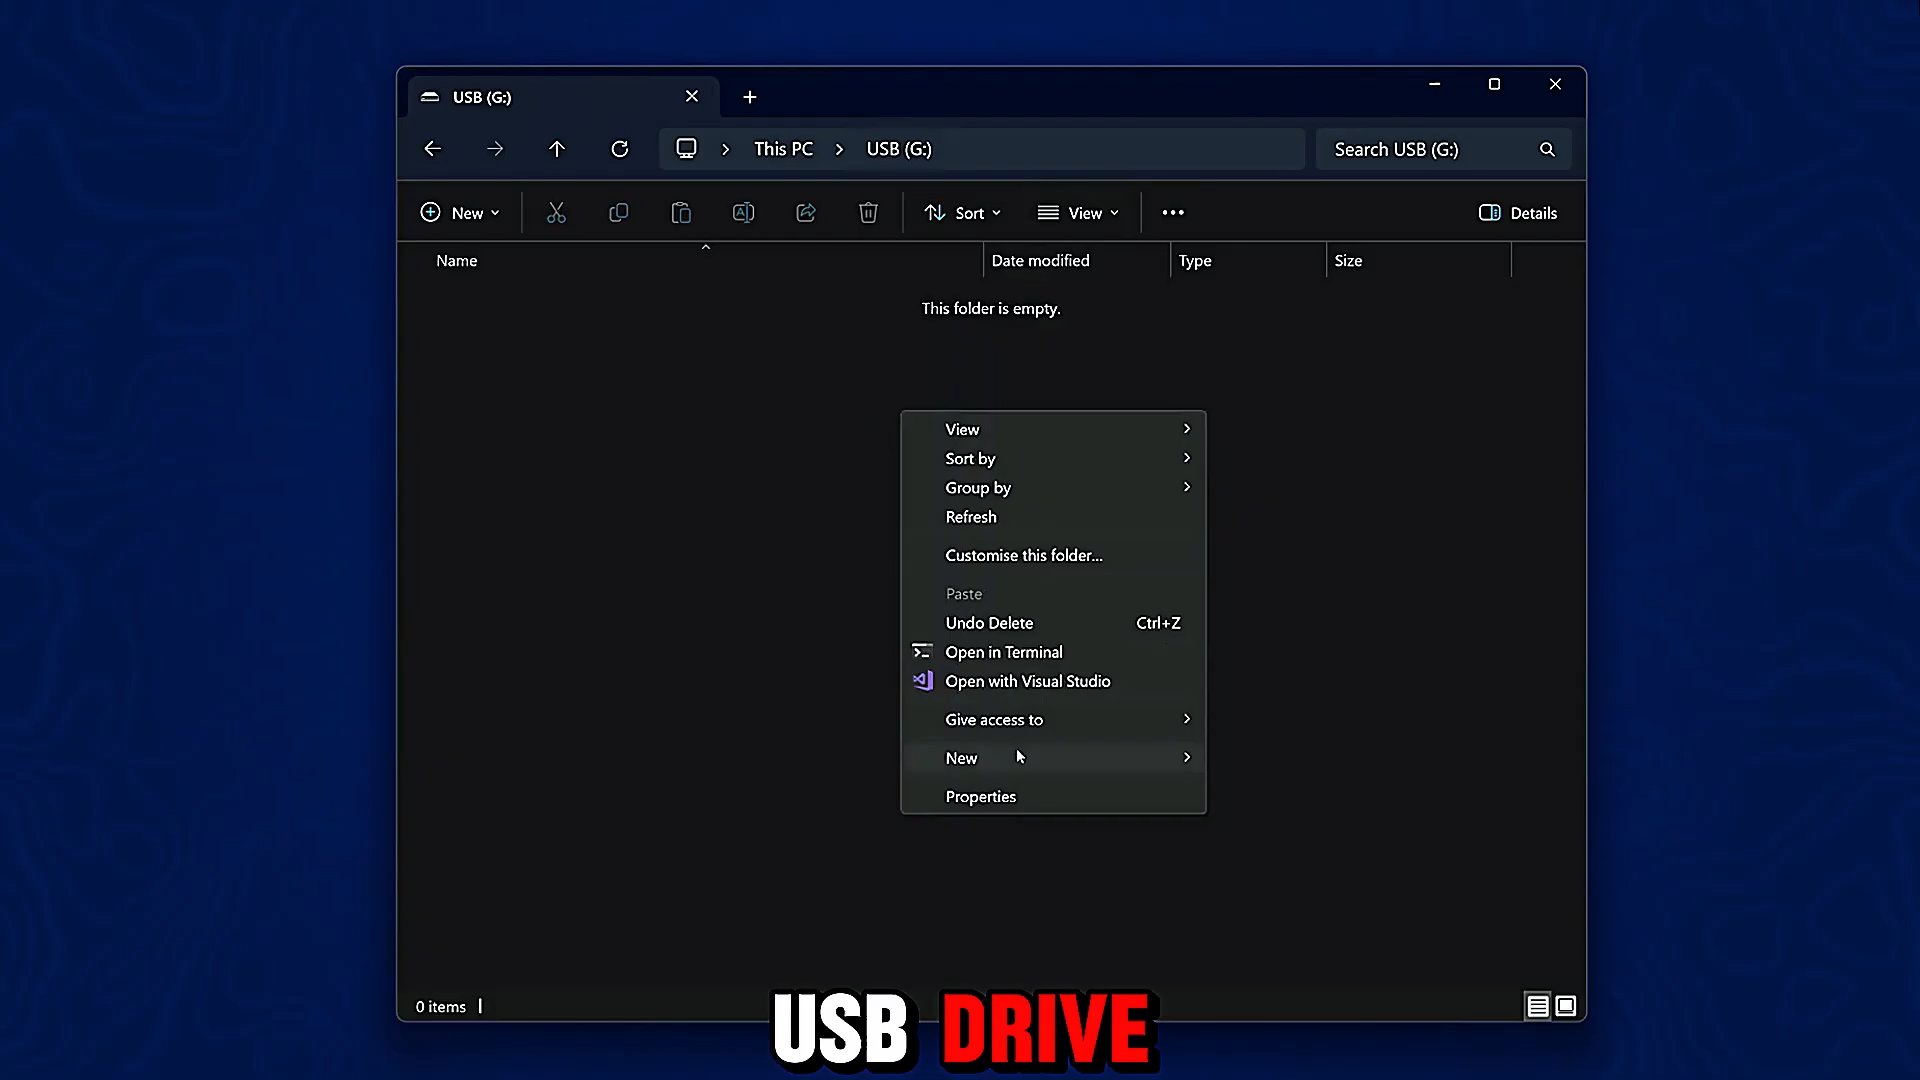 USB (G:)
This PC
USB (G:)
Search USB (G:)
New
Sort
View
Details
Name
Date modified
Type
Size
This folder is empty.
View
Sort by
Group by
Refresh
Customise this folder...
Paste
Undo Delete Ctrl+Z
Open in Terminal
Open with Visual Studio
Give access to
New
Properties
0 items
USB DRIVE